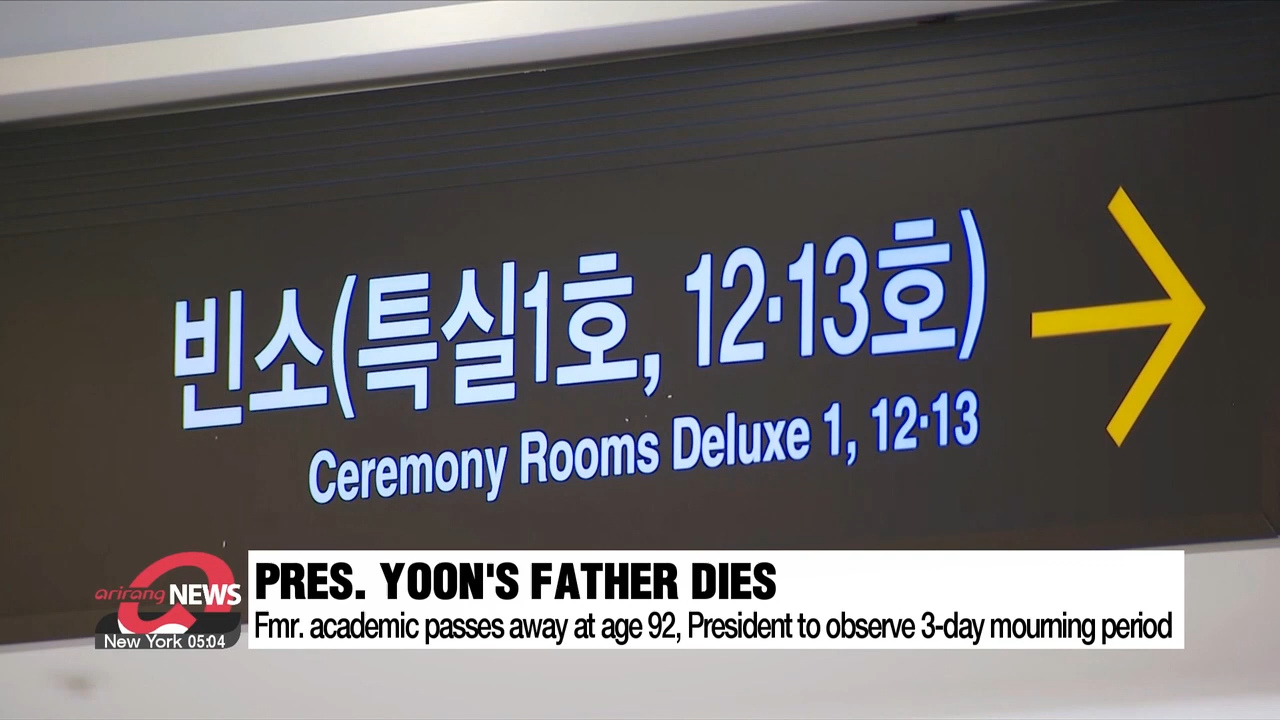 빈소(특실1호, 12·13호)
Ceremony Rooms Deluxe 1, 12·13
arirang NEWS
New York 05:04
PRES. YOON'S FATHER DIES
Fmr. academic passes away at age 92, President to observe 3-day mourning period